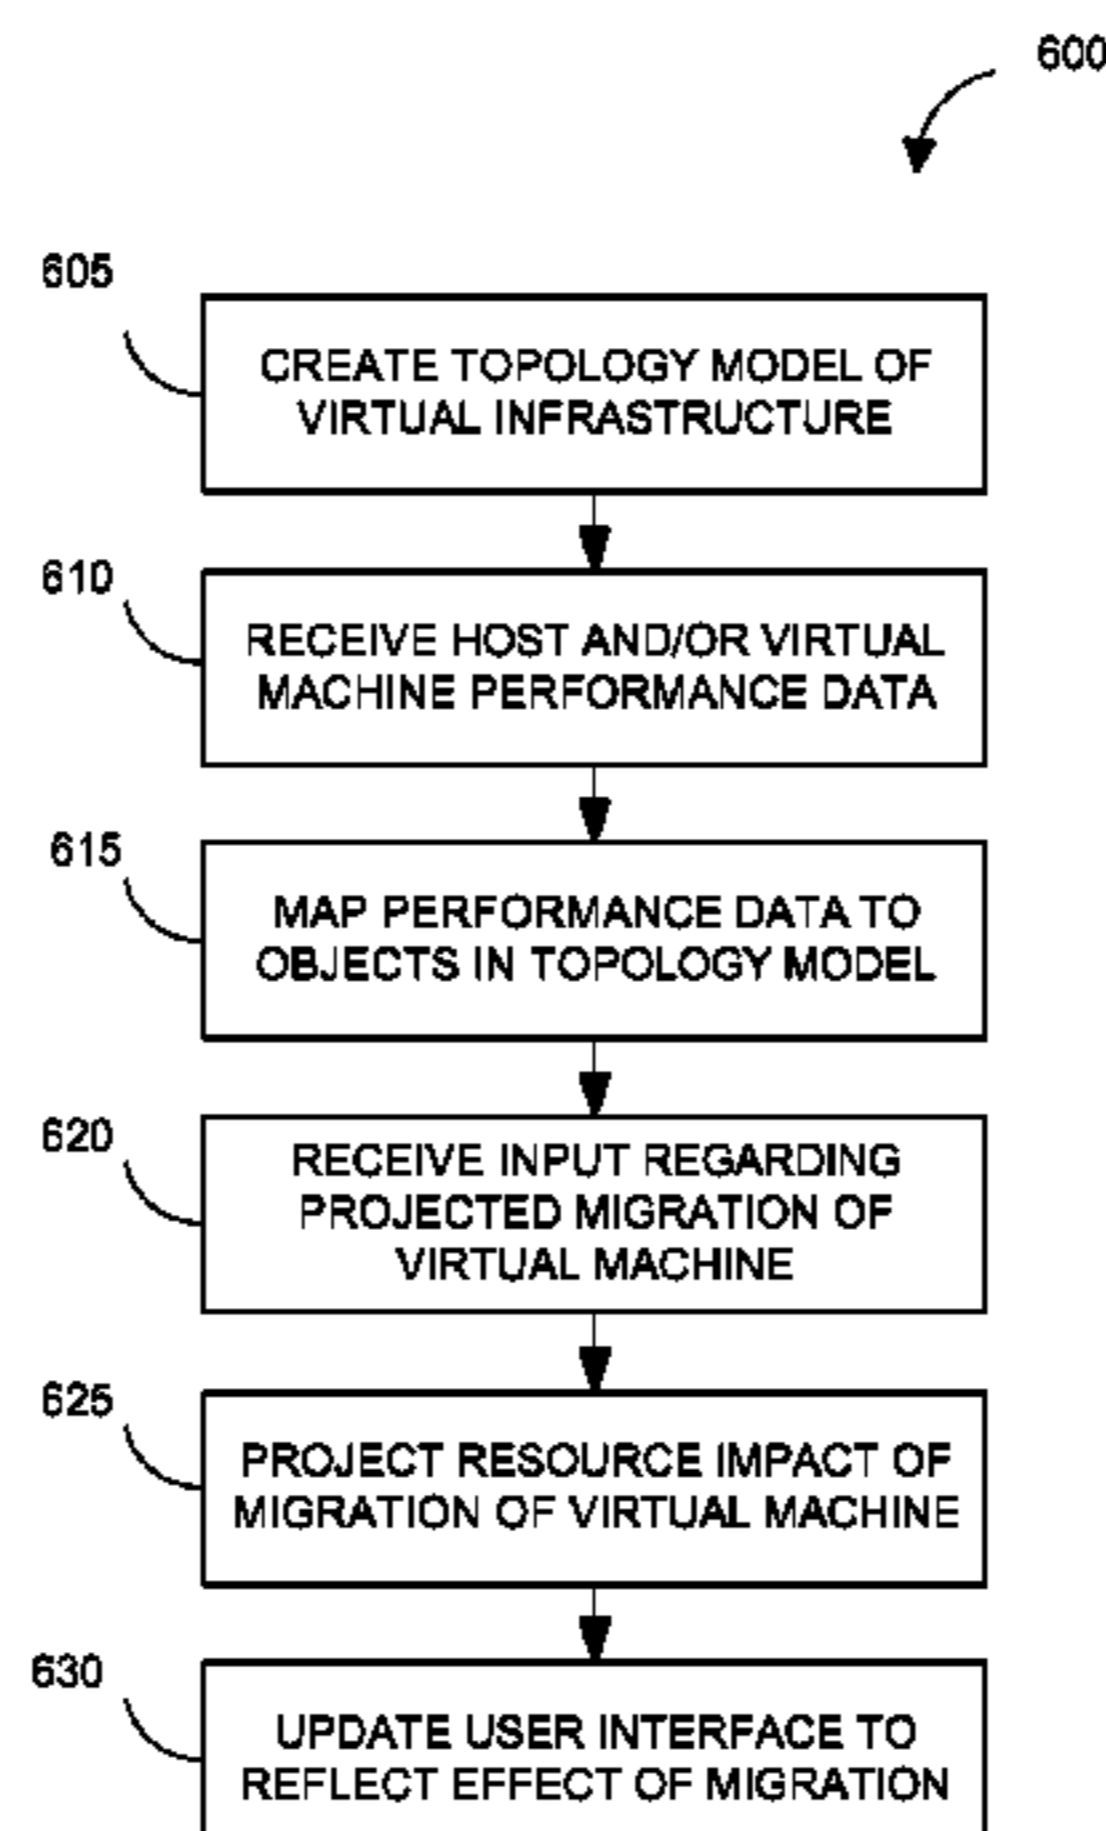 600
605
CREATE TOPOLOGY MODEL OF
VIRTUAL INFRASTRUCTURE
610
RECEIVE HOST AND/OR VIRTUAL
MACHINE PERFORMANCE DATA
615
MAP PERFORMANCE DATA TO
OBJECTS IN TOPOLOGY MODEL
620
RECEIVE INPUT REGARDING
PROJECTED MIGRATION OF
VIRTUAL MACHINE
625
PROJECT RESOURCE IMPACT OF
MIGRATION OF VIRTUAL MACHINE
630
UPDATE USER INTERFACE TO
REFLECT EFFECT OF MIGRATION